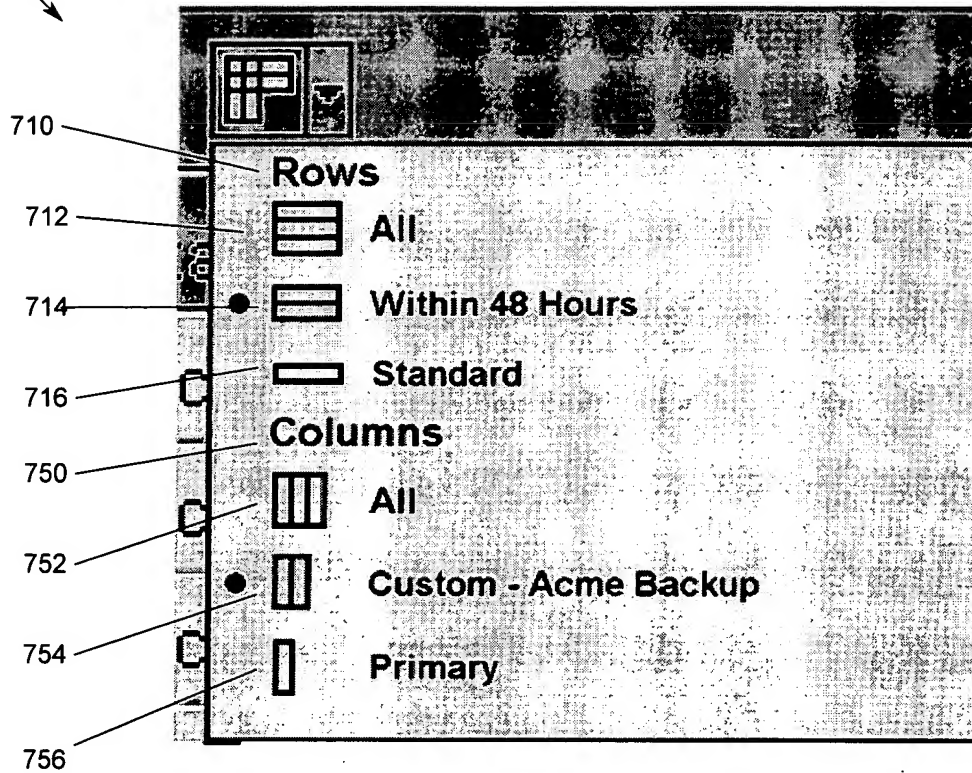 710
Rows
712
All
714
Within 48 Hours
716
Standard
Columns
750
All
752
Custom - Acme Backup
754
Primary
756